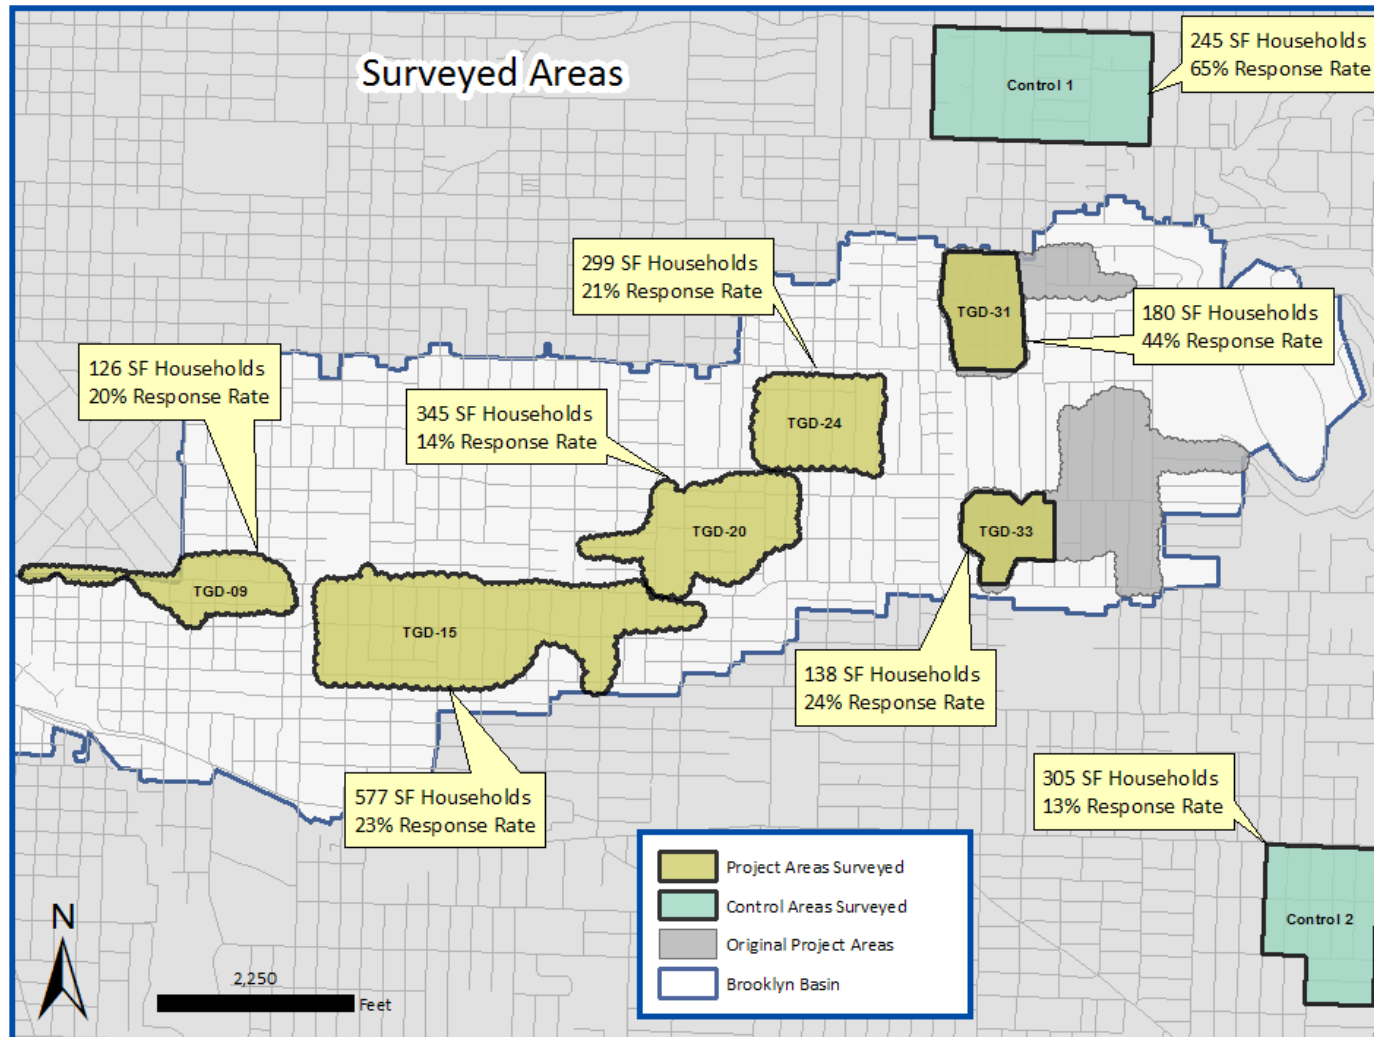 Surveyed Areas
245 SF Households
65% Response Rate
Control 1
299 SF Households
21% Response Rate
TGD-31
180 SF Households
44% Response Rate
126 SF Households
20% Response Rate
345 SF Households
14% Response Rate
TGD-24
TGD-20
TGD-33
TGD-09
TGD-15
138 SF Households
24% Response Rate
577 SF Households
23% Response Rate
305 SF Households
13% Response Rate
Control 2
Project Areas Surveyed
Control Areas Surveyed
Original Project Areas
Brooklyn Basin
N
2,250
Feet